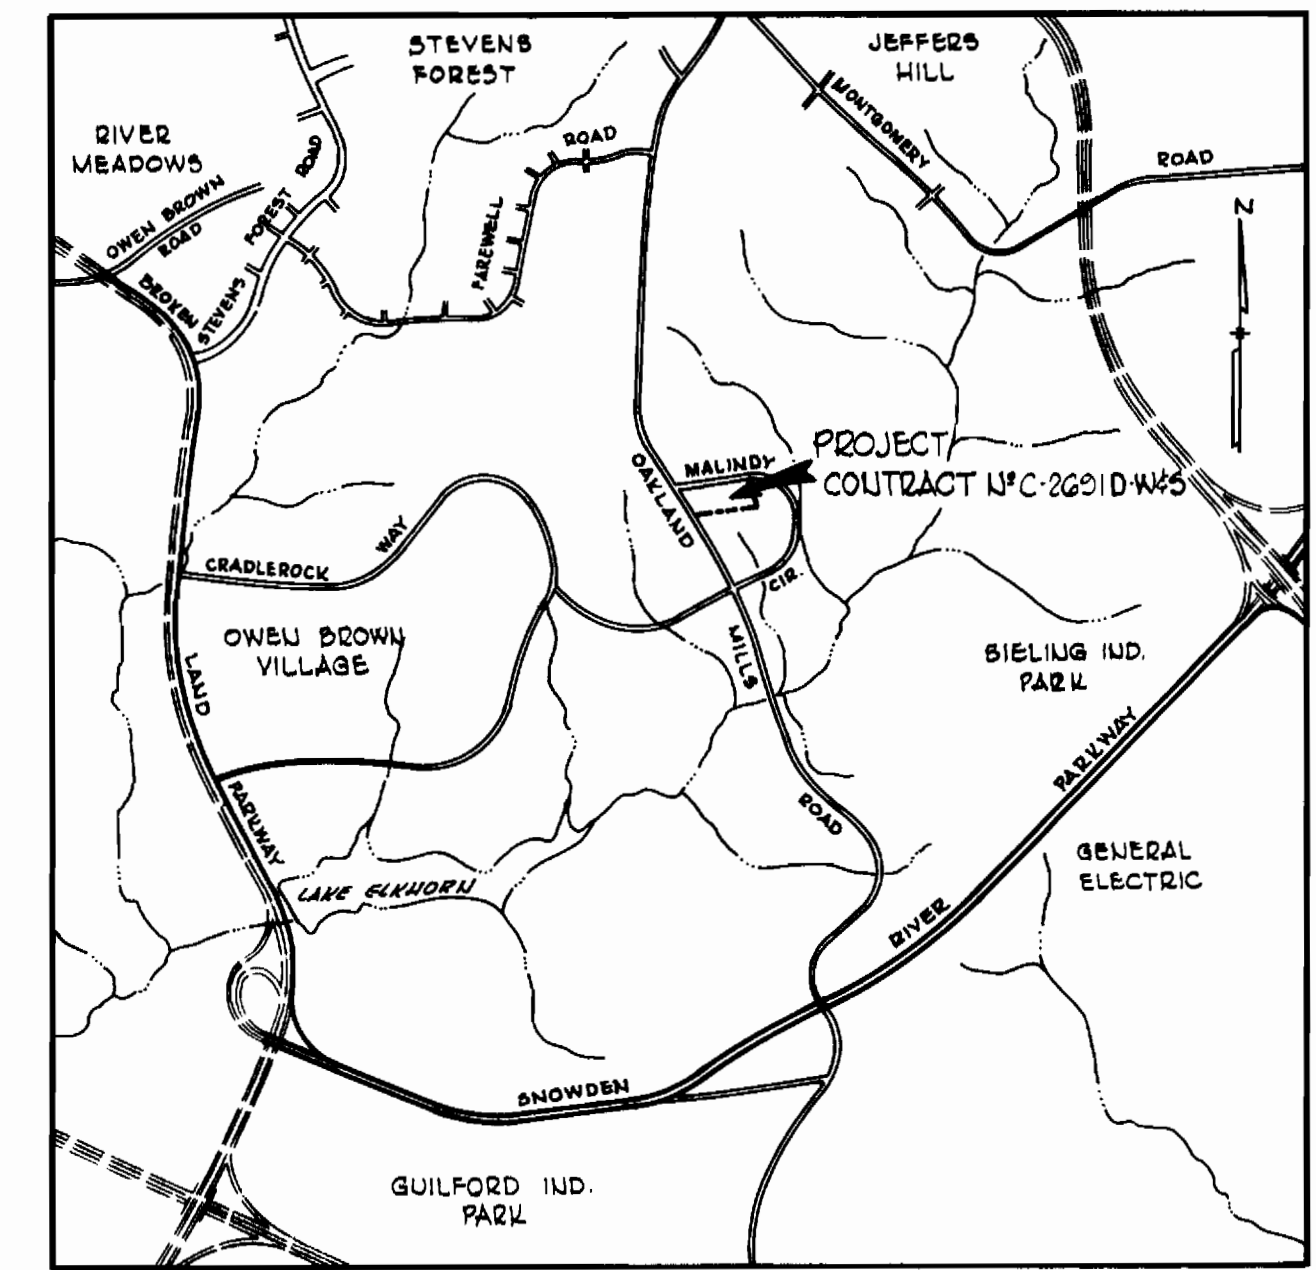 STEVENS
FOREST
JEFFERS
HILL
RIVER
MEADOWS
MONTGOMERY
ROAD
OWEN BROWN
ROAD
STEVENS
FOREST
ROAD
FAREWELL
ROAD
N
BROKEN
LAND
PARKWAY
MALINDY
CIR.
PROJECT
CONTRACT Nº C-2691 D-W&S
OAKLAND
MILLS
ROAD
CRADLEROCK
WAY
OWEN BROWN
VILLAGE
BIELING IND.
PARK
LAKE ELKHORN
GENERAL
ELECTRIC
SNOWDEN
RIVER
PARKWAY
GUILFORD IND.
PARK